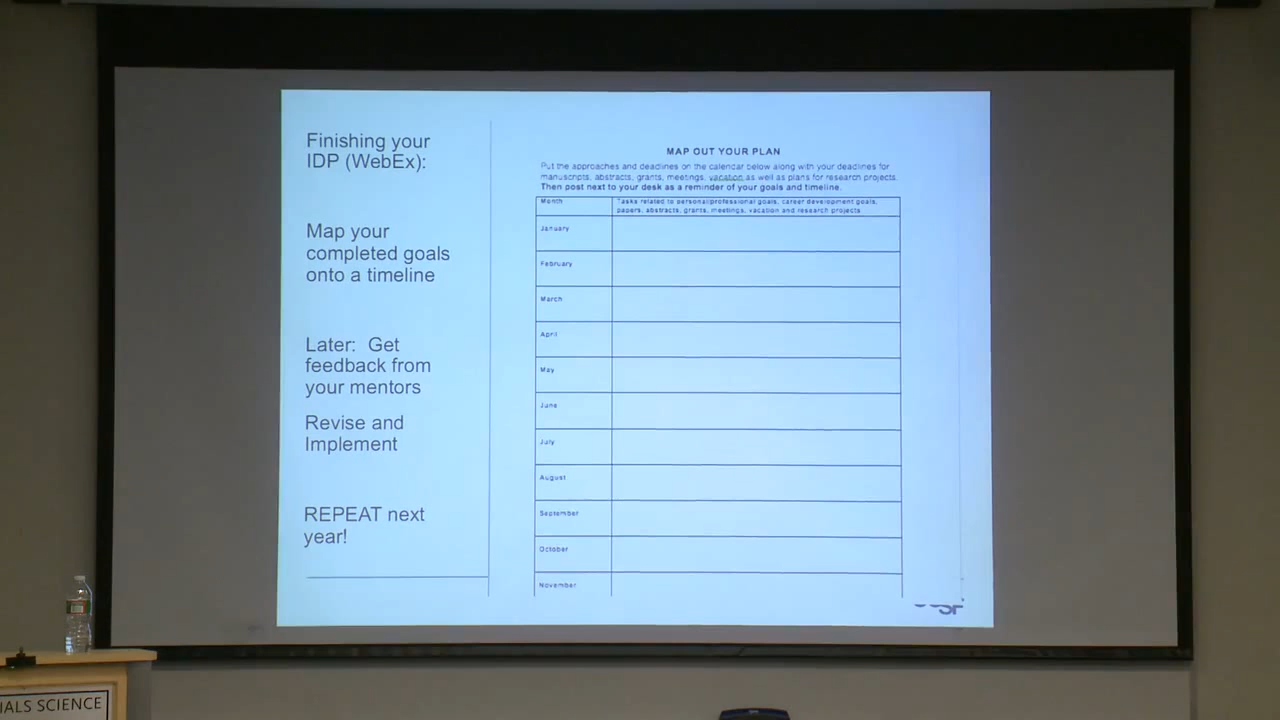 Finishing your
IDP (WebEx):
Map your
completed goals
onto a timeline
Later: Get
feedback from
your mentors
Revise and
Implement
REPEAT next
year!
MAP OUT YOUR PLAN
Put the approaches and deadlines on the calendar below along with your deadlines for
manuscripts, abstracts, grants, meetings, vacation as well as plans for research projects.
Then post next to your desk as a reminder of your goals and timeline.
Month
Tasks related to personal/professional goals, career development goals,
papers, abstracts, grants, meetings, vacation and research projects
January
February
March
April
May
June
July
August
September
October
November
IALS SCIENCE